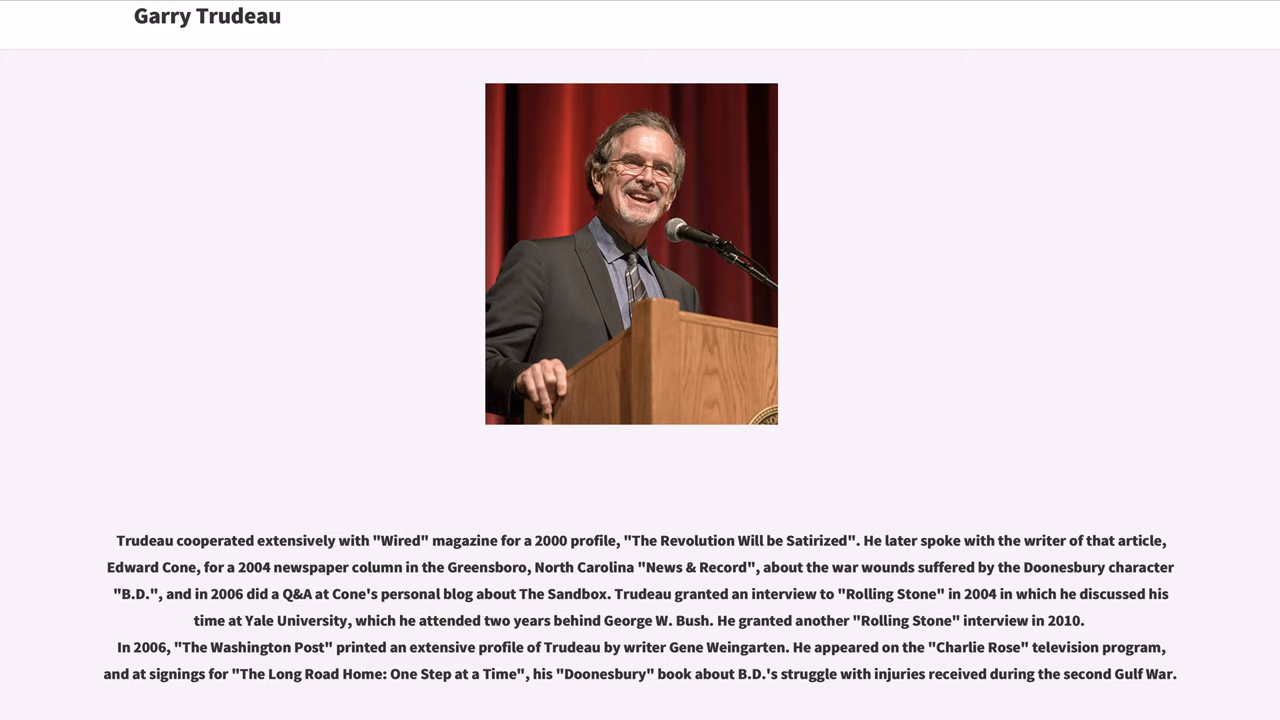 Garry Trudeau
Trudeau cooperated extensively with "Wired" magazine for a 2000 profile, "The Revolution Will be Satirized". He later spoke with the writer of that article,
Edward Cone, for a 2004 newspaper column in the Greensboro, North Carolina "News & Record", about the war wounds suffered by the Doonesbury character
"B.D.", and in 2006 did a Q&A at Cone's personal blog about The Sandbox. Trudeau granted an interview to "Rolling Stone" in 2004 in which he discussed his
time at Yale University, which he attended two years behind George W. Bush. He granted another "Rolling Stone" interview in 2010.
In 2006, "The Washington Post" printed an extensive profile of Trudeau by writer Gene Weingarten. He appeared on the "Charlie Rose" television program,
and at signings for "The Long Road Home: One Step at a Time", his "Doonesbury" book about B.D.'s struggle with injuries received during the second Gulf War.